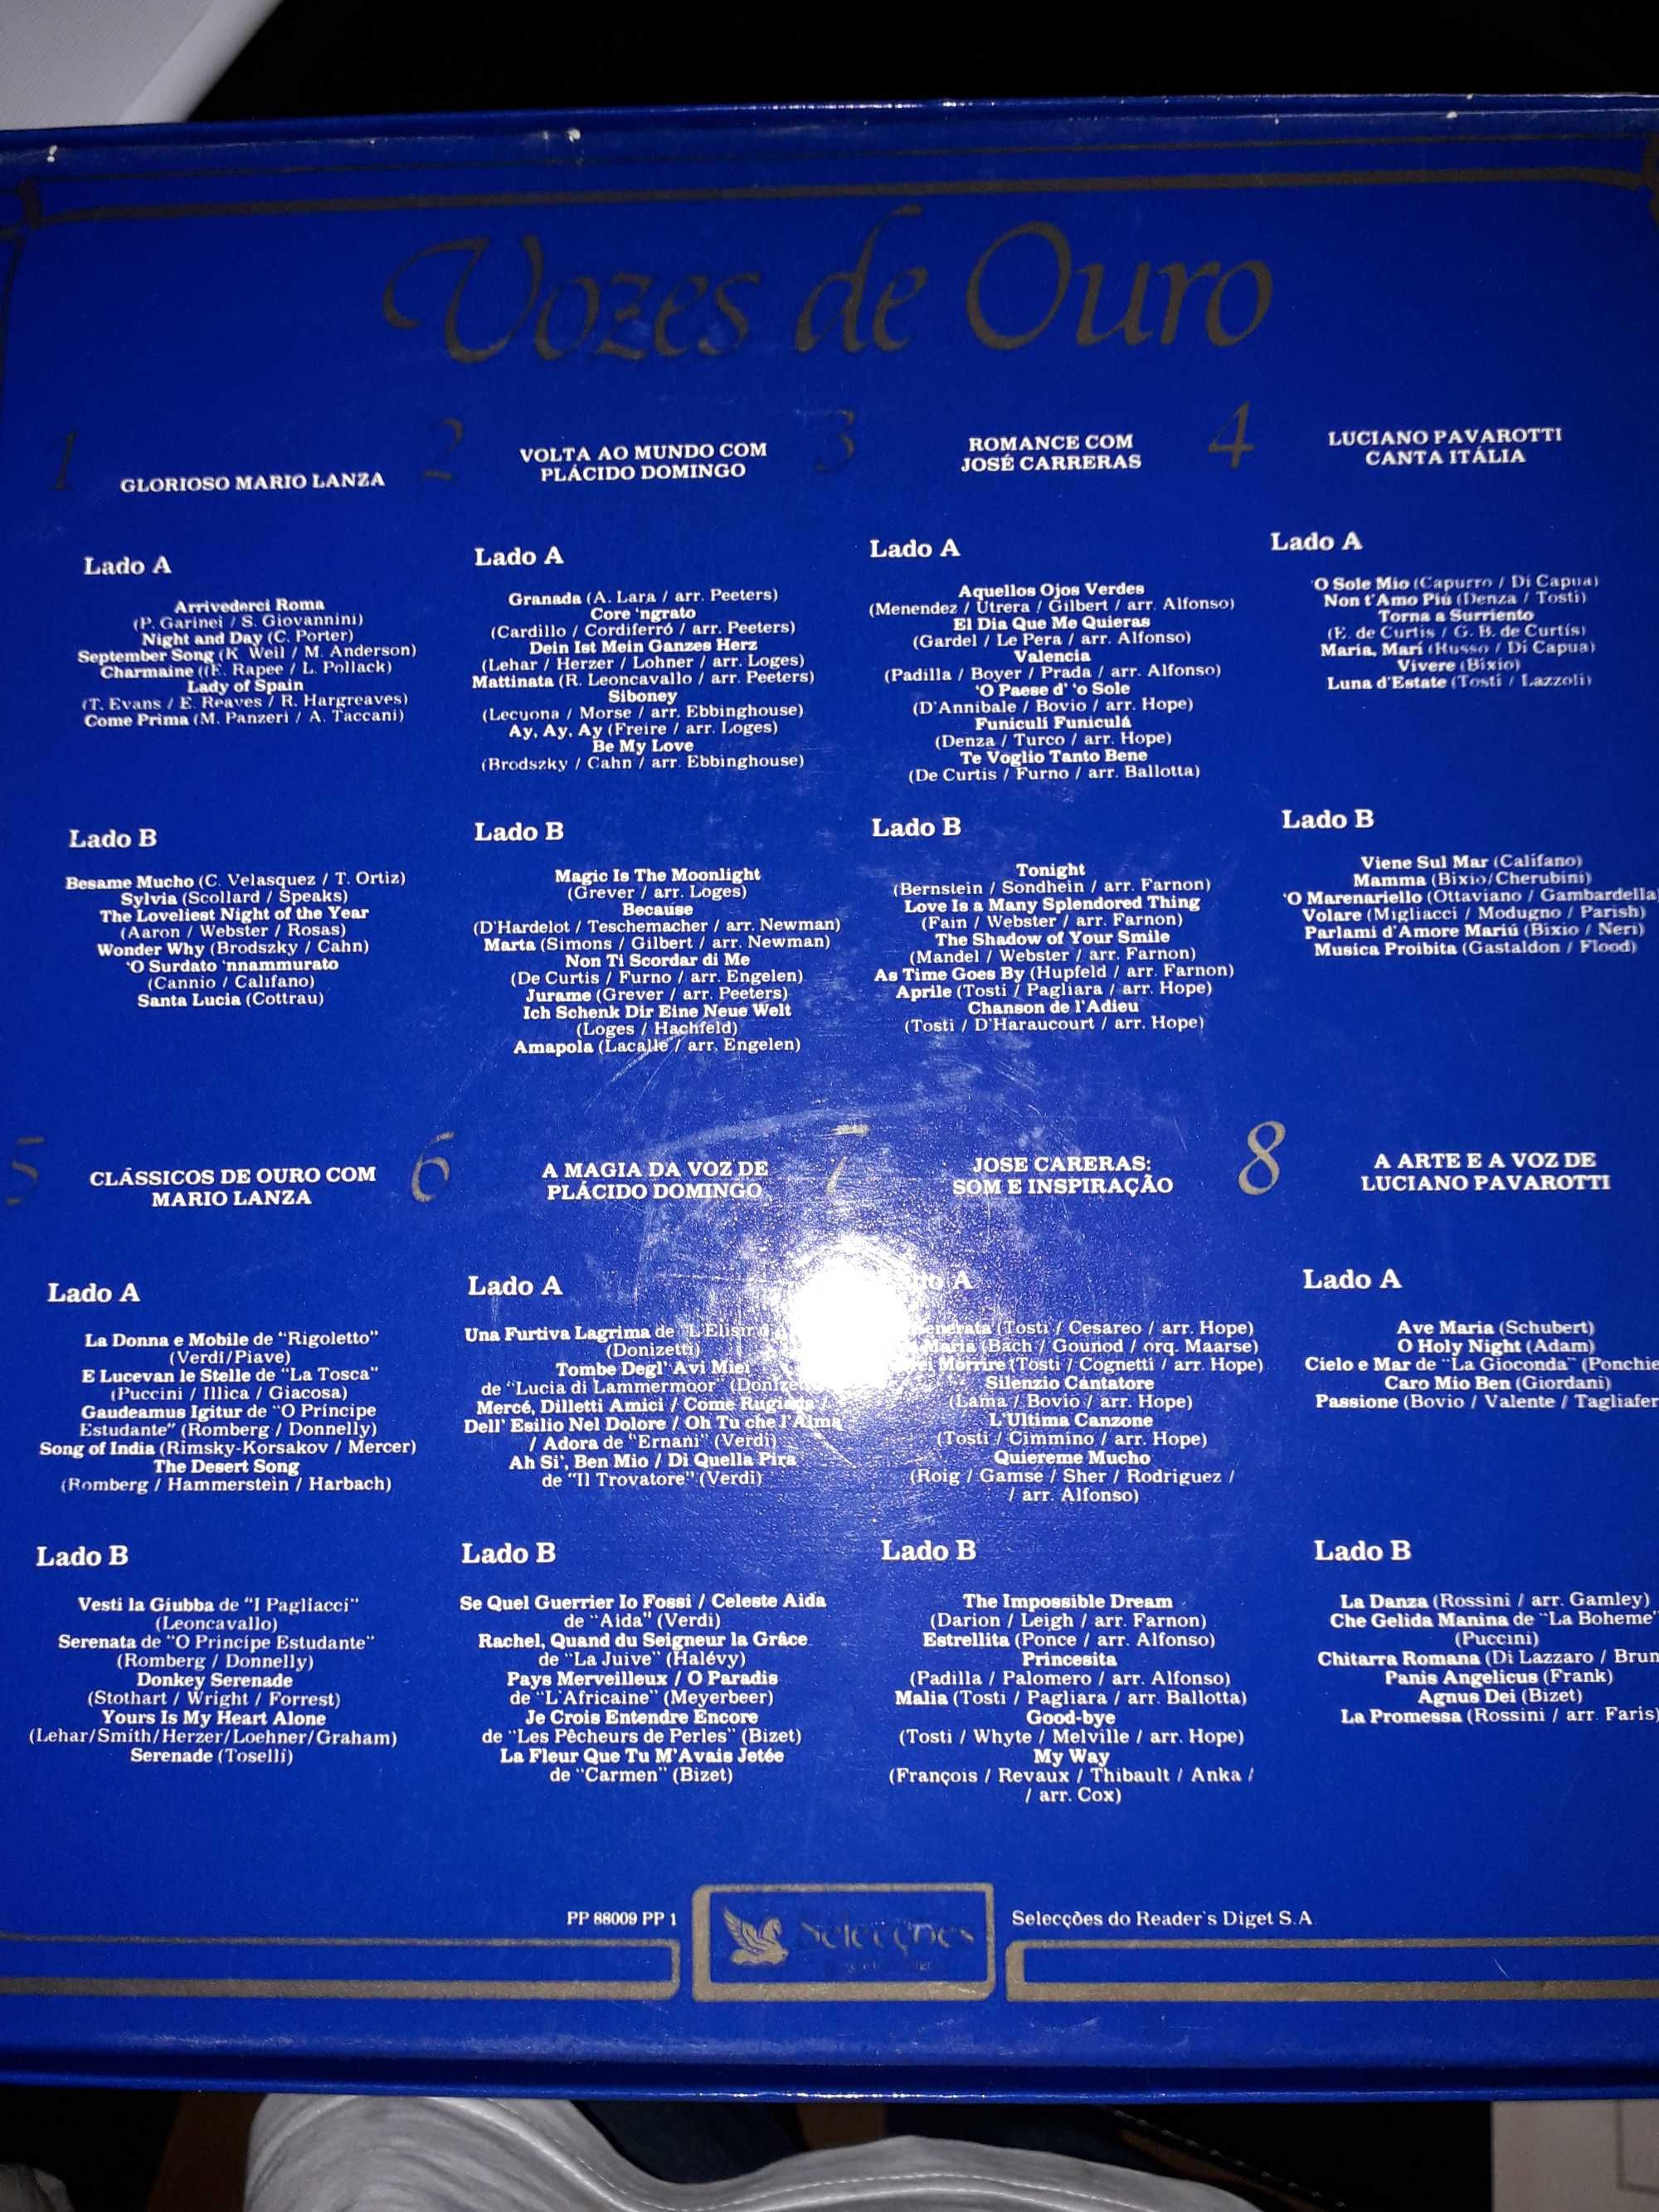 Vozes de Ouro
1
GLORIOSO MARIO LANZA
Lado A
Arrivederci Roma
(P. Garinei / S. Giovannini)
Night and Day (C. Porter)
September Song (K. Weil / M. Anderson)
Charmaine ((E. Rapee / L. Pollack)
Lady of Spain
(T. Evans / E. Reaves / R. Hargreaves)
Come Prima (M. Panzeri / A. Taccani)
Lado B
Besame Mucho (C. Velasquez / T. Ortiz)
Sylvia (Scollard / Speaks)
The Loveliest Night of the Year
(Aaron / Webster / Rosas)
Wonder Why (Brodszky / Cahn)
'O Surdato 'nnammurato
(Cannio / Califano)
Santa Lucia (Cottrau)
2
VOLTA AO MUNDO COM
PLÁCIDO DOMINGO
Lado A
Granada (A. Lara / arr. Peeters)
Core 'ngrato
(Cardillo / Cordiferró / arr. Peeters)
Dein Ist Mein Ganzes Herz
(Lehar / Herzer / Lohner / arr. Loges)
Mattinata (R. Leoncavallo / arr. Peeters)
Siboney
(Lecuona / Morse / arr. Ebbinghouse)
Ay, Ay, Ay (Freire / arr. Loges)
Be My Love
(Brodszky / Cahn / arr. Ebbinghouse)
Lado B
Magic Is The Moonlight
(Grever / arr. Loges)
Because
(D'Hardelot / Teschemacher / arr. Newman)
Marta (Simons / Gilbert / arr. Newman)
Non Ti Scordar di Me
(De Curtis / Furno / arr. Engelen)
Jurame (Grever / arr. Peeters)
Ich Schenk Dir Eine Neue Welt
(Loges / Hachfeld)
Amapola (Lacalle / arr. Engelen)
3
ROMANCE COM
JOSÉ CARRERAS
Lado A
Aquellos Ojos Verdes
(Menendez / Utrera / Gilbert / arr. Alfonso)
El Dia Que Me Quieras
(Gardel / Le Pera / arr. Alfonso)
Valencia
(Padilla / Boyer / Prada / arr. Alfonso)
'O Paese d' 'o Sole
(D'Annibale / Bovio / arr. Hope)
Funiculí Funiculá
(Denza / Turco / arr. Hope)
Te Voglio Tanto Bene
(De Curtis / Furno / arr. Ballotta)
Lado B
Tonight
(Bernstein / Sondhein / arr. Farnon)
Love Is a Many Splendored Thing
(Fain / Webster / arr. Farnon)
The Shadow of Your Smile
(Mandel / Webster / arr. Farnon)
As Time Goes By (Hupfeld / arr. Farnon)
Aprile (Tosti / Pagliara / arr. Hope)
Chanson de l'Adieu
(Tosti / D'Haraucourt / arr. Hope)
4
LUCIANO PAVAROTTI
CANTA ITÁLIA
Lado A
'O Sole Mio (Capurro / Di Capua)
Non t'Amo Piú (Denza / Tosti)
Torna a Surriento
(E. de Curtis / G. B. de Curtis)
Maria, Marí (Russo / Di Capua)
Vivere (Bixio)
Luna d'Estate (Tosti / Lazzoli)
Lado B
Viene Sul Mar (Califano)
Mamma (Bixio/Cherubini)
'O Marenariello (Ottaviano / Gambardella)
Volare (Migliacci / Modugno / Parish)
Parlami d'Amore Mariú (Bixio / Neri)
Musica Proibita (Gastaldon / Flood)
5
CLÁSSICOS DE OURO COM
MARIO LANZA
Lado A
La Donna e Mobile de "Rigoletto"
(Verdi/Piave)
E Lucevan le Stelle de "La Tosca"
(Puccini / Illica / Giacosa)
Gaudeamus Igitur de "O Príncipe
Estudante" (Romberg / Donnelly)
Song of India (Rimsky-Korsakov / Mercer)
The Desert Song
(Romberg / Hammerstein / Harbach)
Lado B
Vesti la Giubba de "I Pagliacci"
(Leoncavallo)
Serenata de "O Príncipe Estudante"
(Romberg / Donnelly)
Donkey Serenade
(Stothart / Wright / Forrest)
Yours Is My Heart Alone
(Lehar/Smith/Herzer/Loehner/Graham)
Serenade (Toselli)
6
A MAGIA DA VOZ DE
PLÁCIDO DOMINGO
Lado A
Una Furtiva Lagrima de "L'Elisir
(Donizetti)
Tombe Degl' Avi Miei
de "Lucia di Lammermoor"
Mercé, Dilletti Amici / Come Rugiada /
Dell' Esilio Nel Dolore / Oh Tu che l'Alma
/ Adora de "Ernani" (Verdi)
Ah Si', Ben Mio / Di Quella Pira
de "Il Trovatore" (Verdi)
Lado B
Se Quel Guerrier Io Fossi / Celeste Aida
de "Aida" (Verdi)
Rachel, Quand du Seigneur la Grâce
de "La Juive" (Halévy)
Pays Merveilleux / O Paradis
de "L'Africaine" (Meyerbeer)
Je Crois Entendre Encore
de "Les Pêcheurs de Perles" (Bizet)
La Fleur Que Tu M'Avais Jetée
de "Carmen" (Bizet)
7
JOSE CARERAS:
SOM E INSPIRAÇÃO
A
(Tosti / Cesareo / arr. Hope)
(Bach / Gounod / orq. Maarse)
Morrire (Tosti / Cognetti / arr. Hope)
Silenzio Cantatore
(Lama / Bovio / arr. Hope)
L'Ultima Canzone
(Tosti / Cimmino / arr. Hope)
Quiereme Mucho
(Roig / Gamse / Sher / Rodriguez /
/ arr. Alfonso)
Lado B
The Impossible Dream
(Darion / Leigh / arr. Farnon)
Estrellita (Ponce / arr. Alfonso)
Princesita
(Padilla / Palomero / arr. Alfonso)
Malia (Tosti / Pagliara / arr. Ballotta)
Good-bye
(Tosti / Whyte / Melville / arr. Hope)
My Way
(François / Revaux / Thibault / Anka /
/ arr. Cox)
8
A ARTE E A VOZ DE
LUCIANO PAVAROTTI
Lado A
Ave Maria (Schubert)
O Holy Night (Adam)
Cielo e Mar de "La Gioconda" (Ponchie
Caro Mio Ben (Giordani)
Passione (Bovio / Valente / Tagliafer
Lado B
La Danza (Rossini / arr. Gamley)
Che Gelida Manina de "La Boheme"
(Puccini)
Chitarra Romana (Di Lazzaro / Brun
Panis Angelicus (Frank)
Agnus Dei (Bizet)
La Promessa (Rossini / arr. Faris)
PP 88009 PP 1
Selecções
Selecções do Reader's Diget S.A